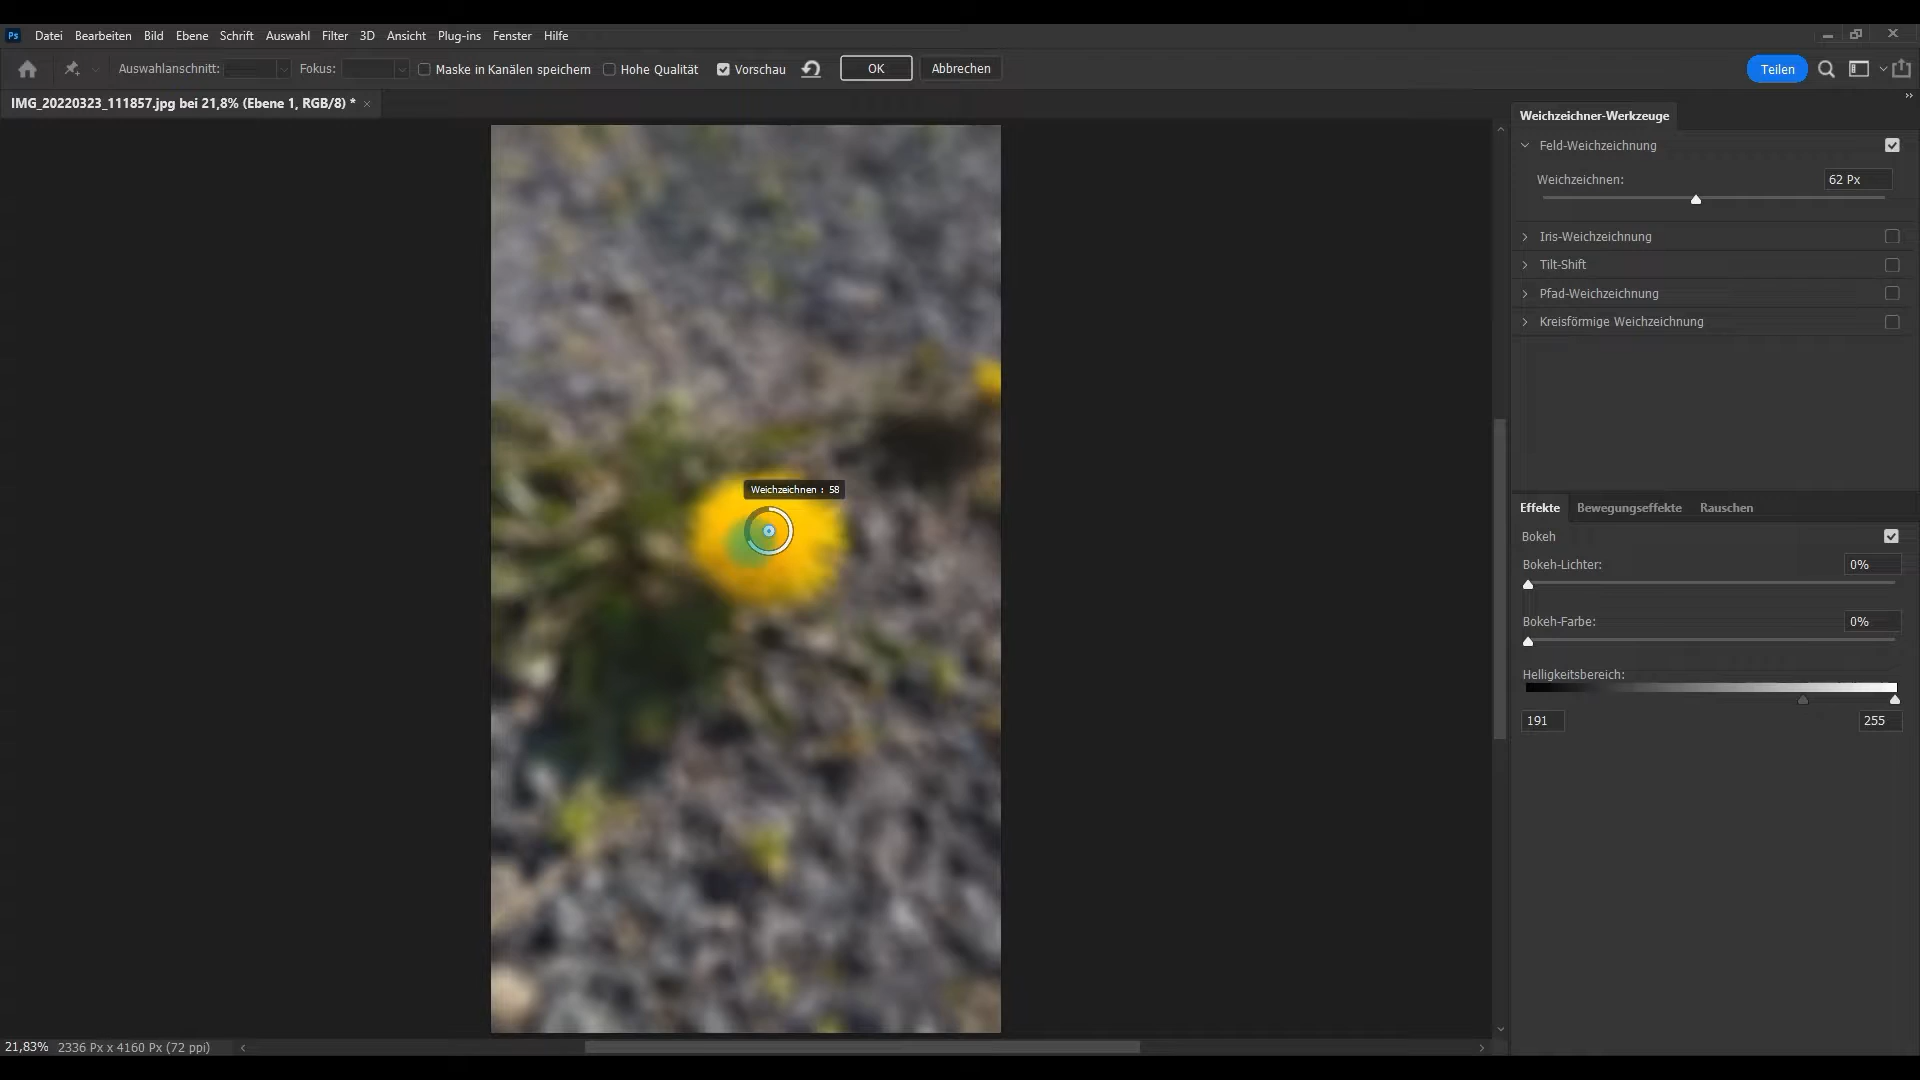 Ps Datei Bearbeiten Bild Ebene Schrift Auswahl Filter 3D Ansicht Plug-ins Fenster Hilfe
Auswahlanschnitt: Fokus: Maske in Kanälen speichern Hohe Qualität Vorschau OK Abbrechen Teilen
IMG_20220323_111857.jpg bei 21,8% (Ebene 1, RGB/8) *
Weichzeichner-Werkzeuge
Feld-Weichzeichnung
Weichzeichnen: 62 Px
Iris-Weichzeichnung
Tilt-Shift
Pfad-Weichzeichnung
Kreisförmige Weichzeichnung
Weichzeichnen : 58
Effekte Bewegungseffekte Rauschen
Bokeh
Bokeh-Lichter: 0%
Bokeh-Farbe: 0%
Helligkeitsbereich:
191 255
21,83% 2336 Px x 4160 Px (72 ppi)